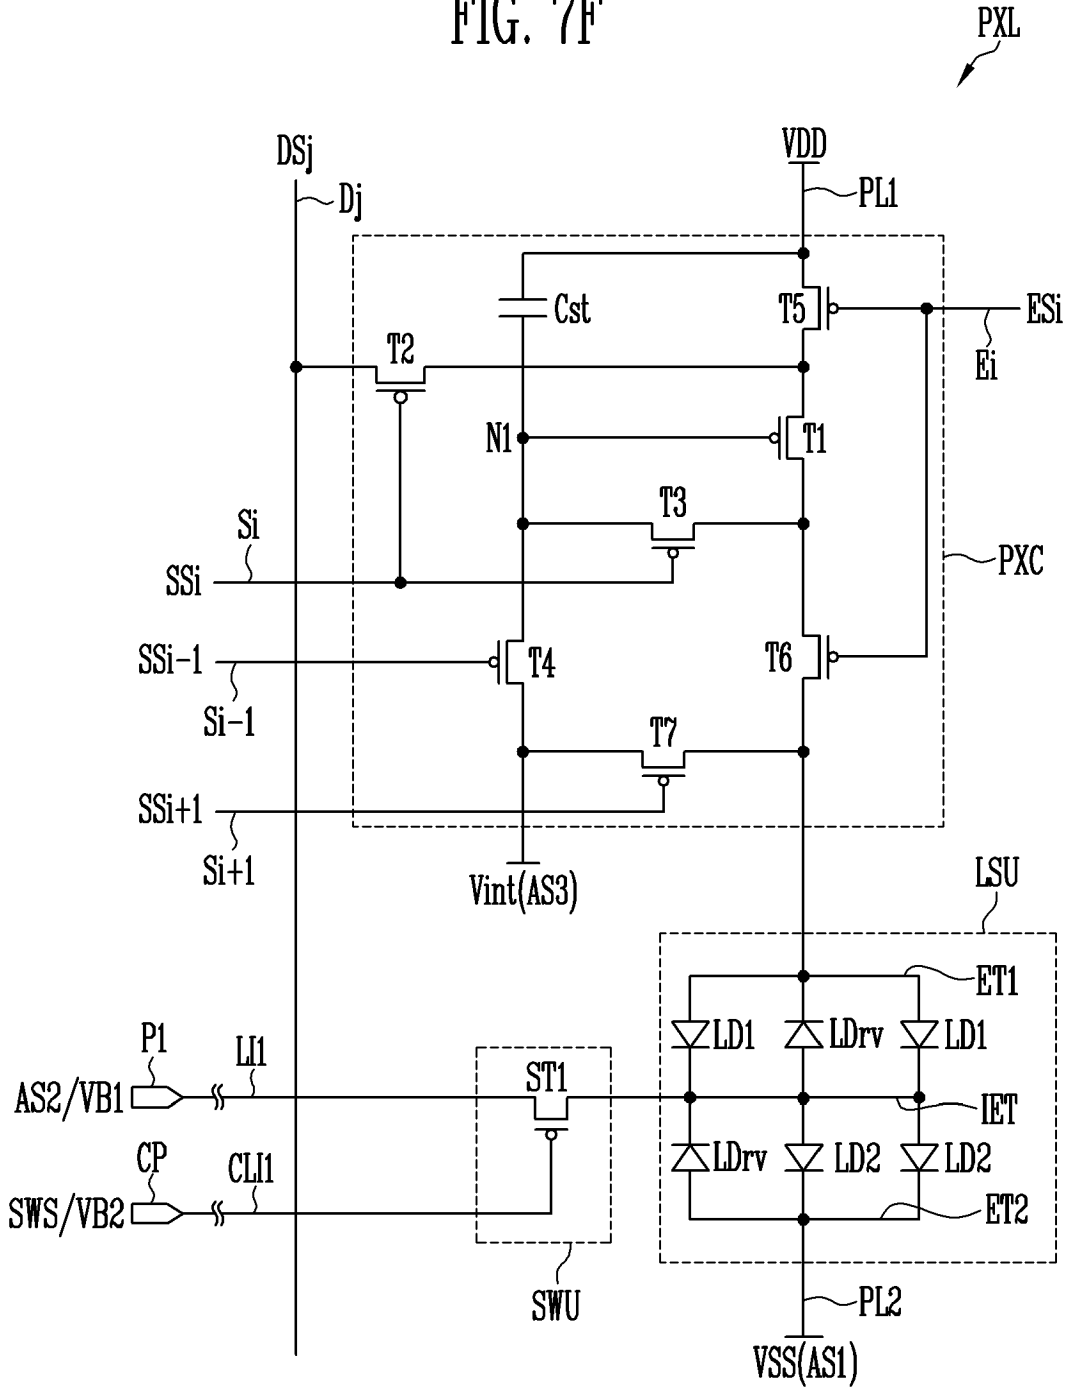 FIG. 7F
PXL
DSj
Dj
VDD
PL1
Cst
T5
ESi
Ei
T2
N1
T1
T3
Si
SSi
PXC
SSi-1
Si-1
T4
T6
T7
SSi+1
Si+1
Vint(AS3)
LSU
ET1
LD1
LDrv
LD1
P1
LI1
AS2/VB1
ST1
IET
CP
CLI1
SWS/VB2
LDrv
LD2
LD2
ET2
SWU
PL2
VSS(AS1)